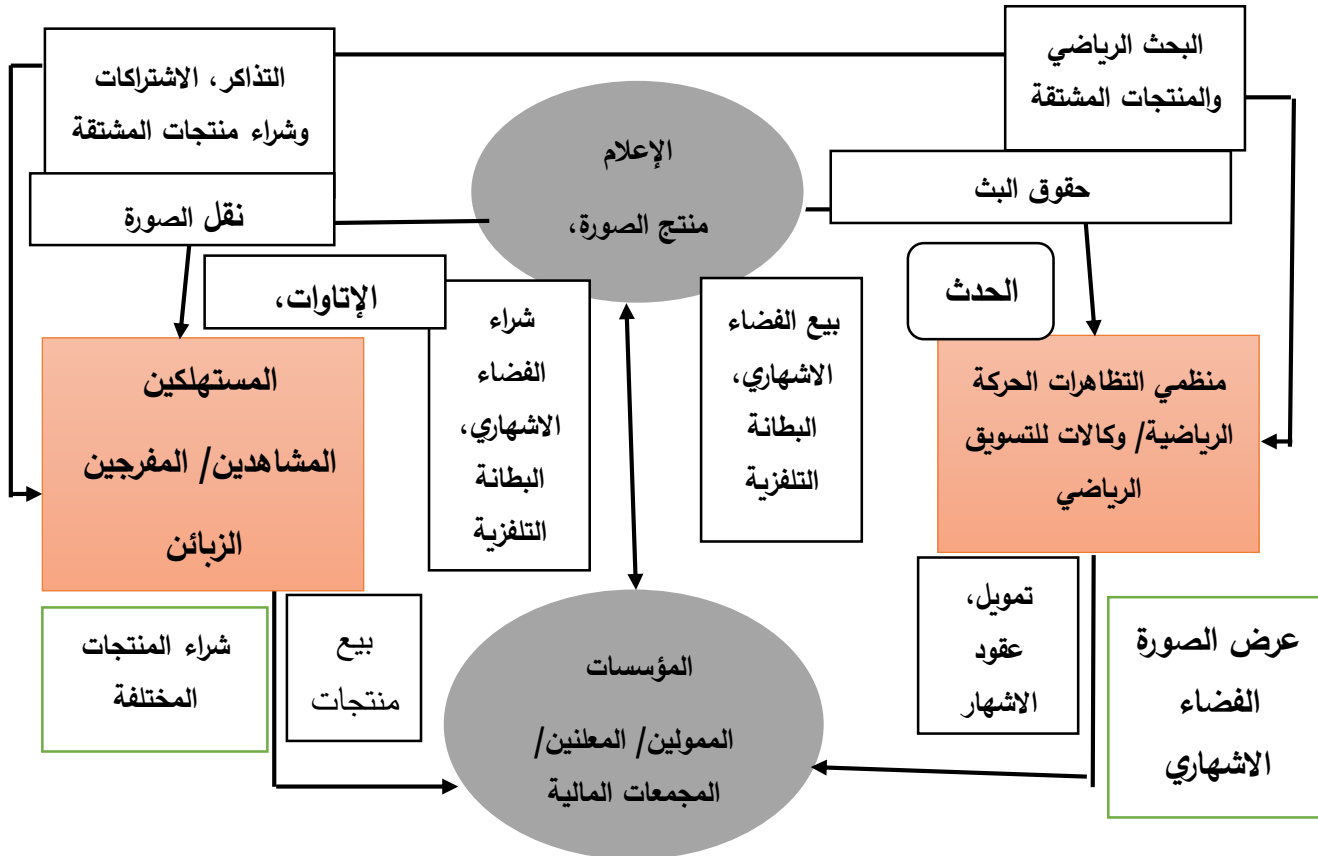 البحث الرياضي
والمنتجات المشتقة
التذاكر، الاشتراكات
وشراء منتجات المشتقة
الإعلام
منتج الصورة،
حقوق البث
نقل الصورة
الحدث
الإتاوات،
بيع الفضاء
الاشهاري،
البطانة
التلفزية
شراء
الفضاء
الاشهاري،
البطانة
التلفزية
منظمي التظاهرات الحركة
الرياضية/ وكالات للتسويق
الرياضي
المستهلكين
المشاهدين/ المفرجين
الزبائن
عرض الصورة
الفضاء
الاشهاري
تمويل،
عقود
الاشهار
المؤسسات
الممولين/ المعلنين/
المجمعات المالية
بيع
منتجات
شراء المنتجات
المختلفة